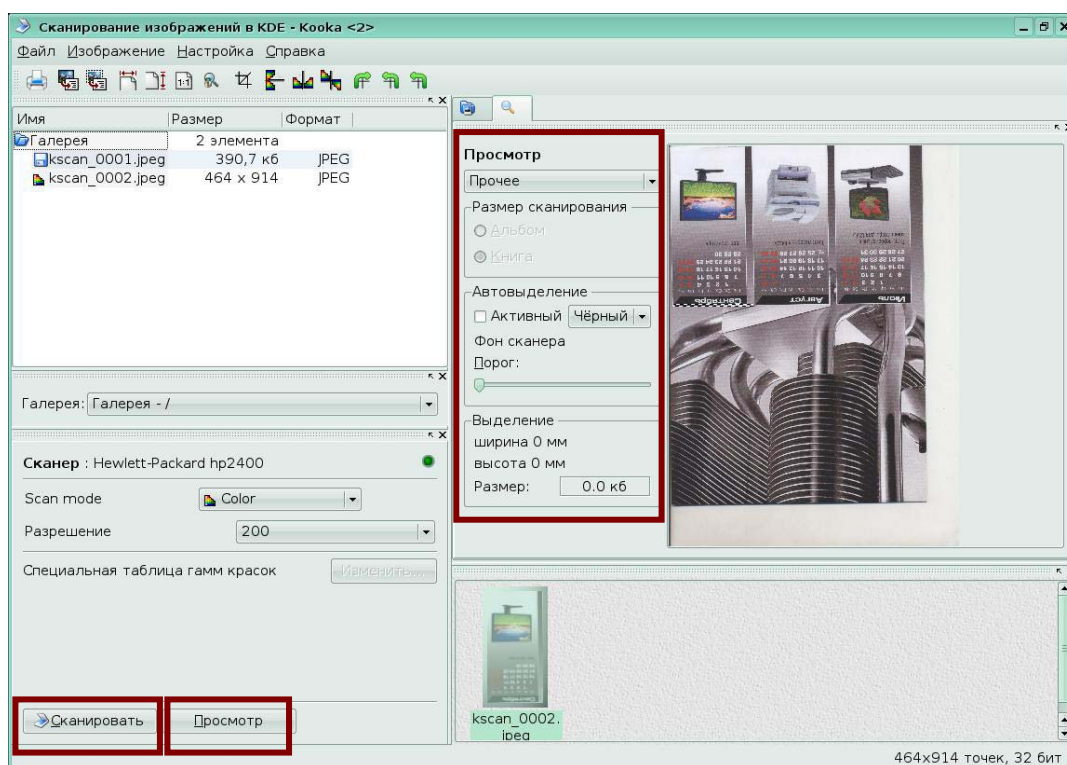 Сканирование изображений в KDE - Kooka <2>
Файл Изображение Настройка Справка
Имя Размер Формат
Галерея 2 элемента
kscan_0001.jpeg 390,7 кб JPEG
kscan_0002.jpeg 464 x 914 JPEG
Галерея: Галерея - /
Сканер : Hewlett-Packard hp2400
Scan mode Color
Разрешение 200
Специальная таблица гамм красок Изменить...
Сканировать Просмотр
Просмотр
Прочее
Размер сканирования
Альбом
Книга
Автовыделение
Активный Чёрный
Фон сканера
Порог:
Выделение
ширина 0 мм
высота 0 мм
Размер: 0.0 кб
Сентябрь Август Июль
kscan_0002.
jpeg
464x914 точек, 32 бит